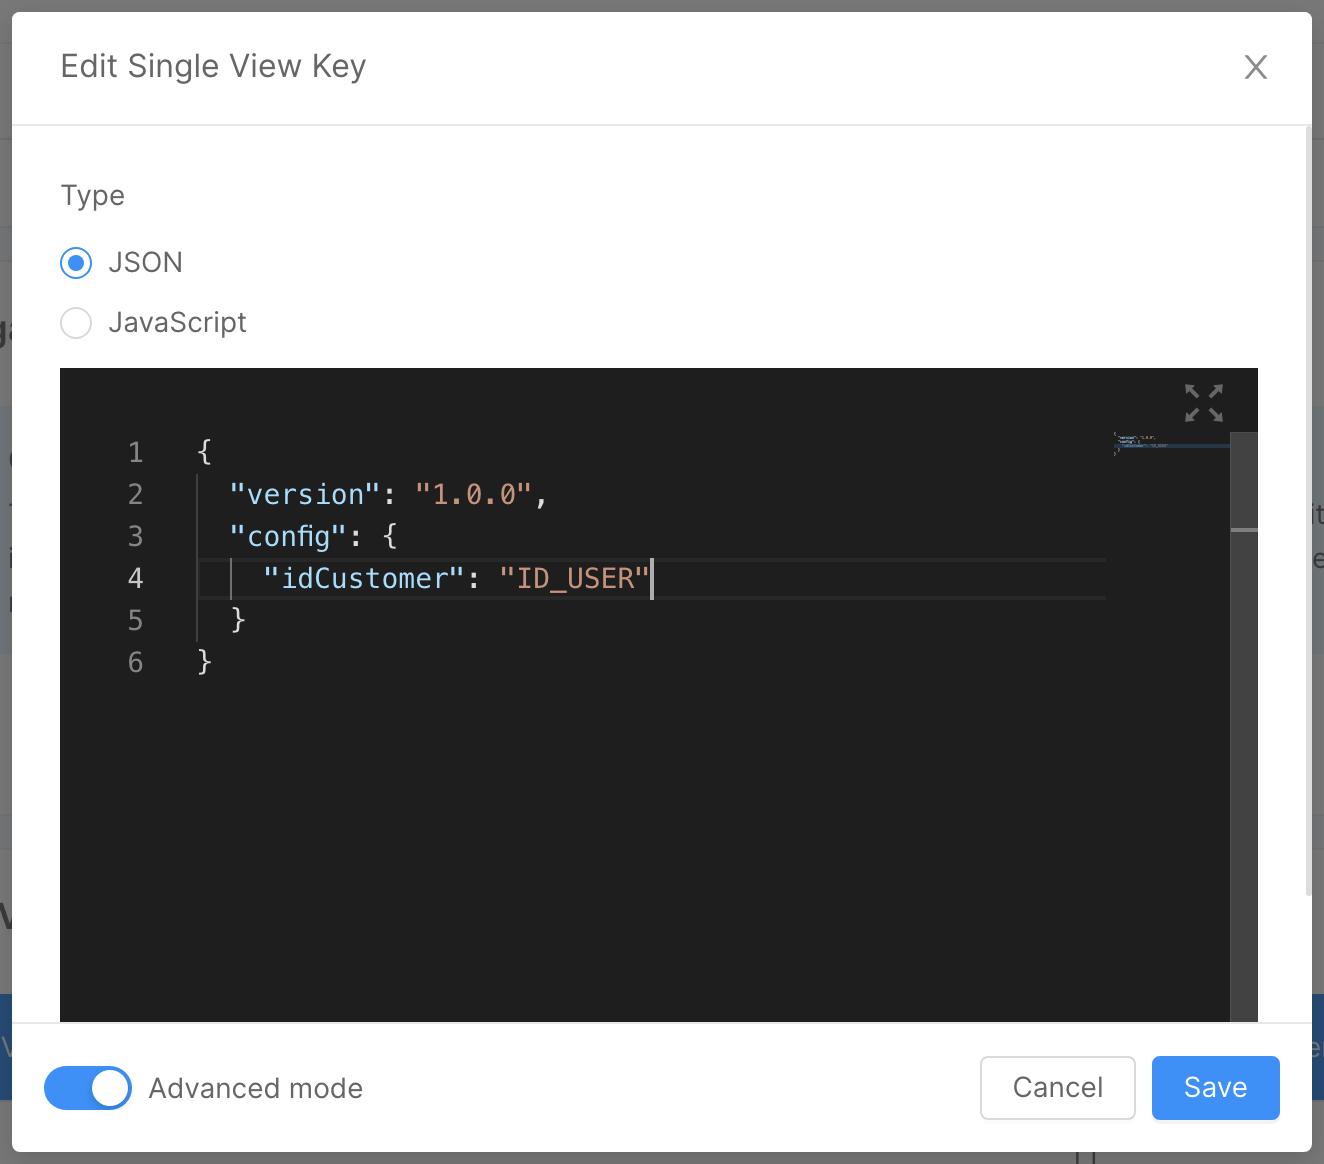 Edit Single View Key
X
Type
JSON
JavaScript
1 {
2   "version": "1.0.0",
3   "config": {
4     "idCustomer": "ID_USER"
5   }
6 }
Advanced mode
Cancel
Save